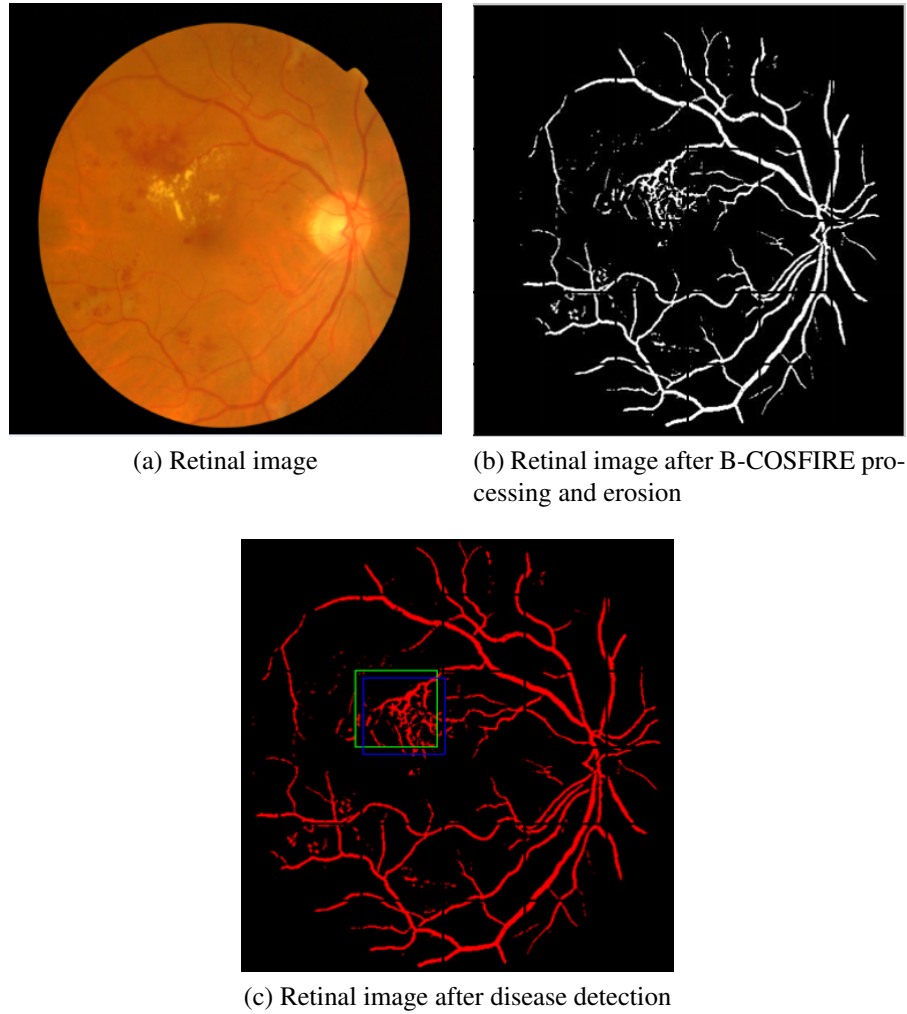 (a) Retinal image
(b) Retinal image after B-COSFIRE pro-
cessing and erosion
(c) Retinal image after disease detection